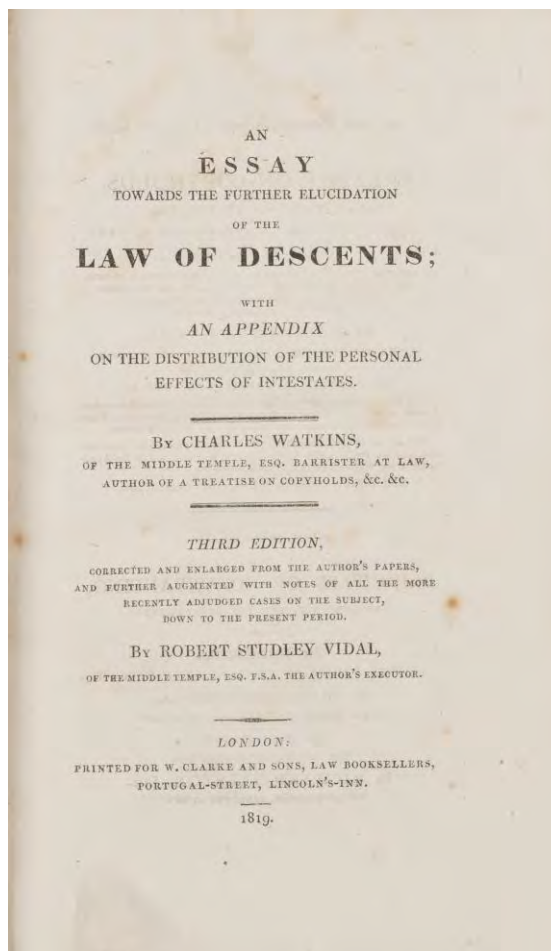 AN
ESSAY
TOWARDS THE FURTHER ELUCIDATION
OF THE
LAW OF DESCENTS;
WITH
AN APPENDIX
ON THE DISTRIBUTION OF THE PERSONAL
EFFECTS OF INTESTATES.
By CHARLES WATKINS,
OF THE MIDDLE TEMPLE, ESQ. BARRISTER AT LAW,
AUTHOR OF A TREATISE ON COPYHOLDS, &c. &c.
THIRD EDITION,
CORRECTED AND ENLARGED FROM THE AUTHOR'S PAPERS,
AND FURTHER AUGMENTED WITH NOTES OF ALL THE MORE
RECENTLY ADJUDGED CASES ON THE SUBJECT,
DOWN TO THE PRESENT PERIOD.
By ROBERT STUDLEY VIDAL,
OF THE MIDDLE TEMPLE, ESQ. F.S.A. THE AUTHOR'S EXECUTOR.
LONDON:
PRINTED FOR W. CLARKE AND SONS, LAW BOOKSELLERS,
PORTUGAL-STREET, LINCOLN'S-INN.
1819.